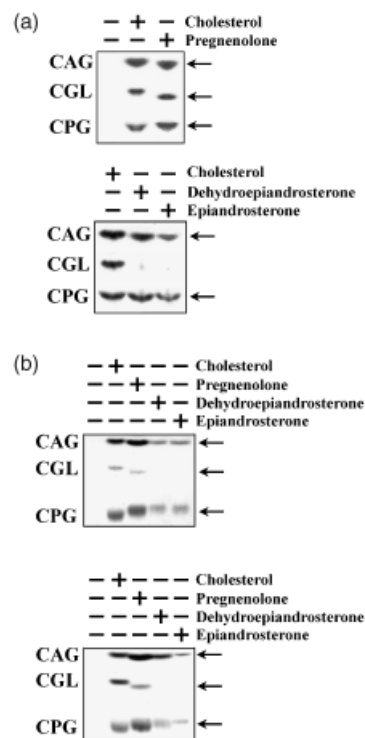 (a)
− + − Cholesterol
− − + Pregnenolone
CAG
CGL
CPG
+ − − Cholesterol
− + − Dehydroepiandrosterone
− − + Epiandrosterone
CAG
CGL
CPG
(b)
− + − − − Cholesterol
− − + − − Pregnenolone
− − − + − Dehydroepiandrosterone
− − − − + Epiandrosterone
CAG
CGL
CPG
− + − − − Cholesterol
− − + − − Pregnenolone
− − − + − Dehydroepiandrosterone
− − − − + Epiandrosterone
CAG
CGL
CPG